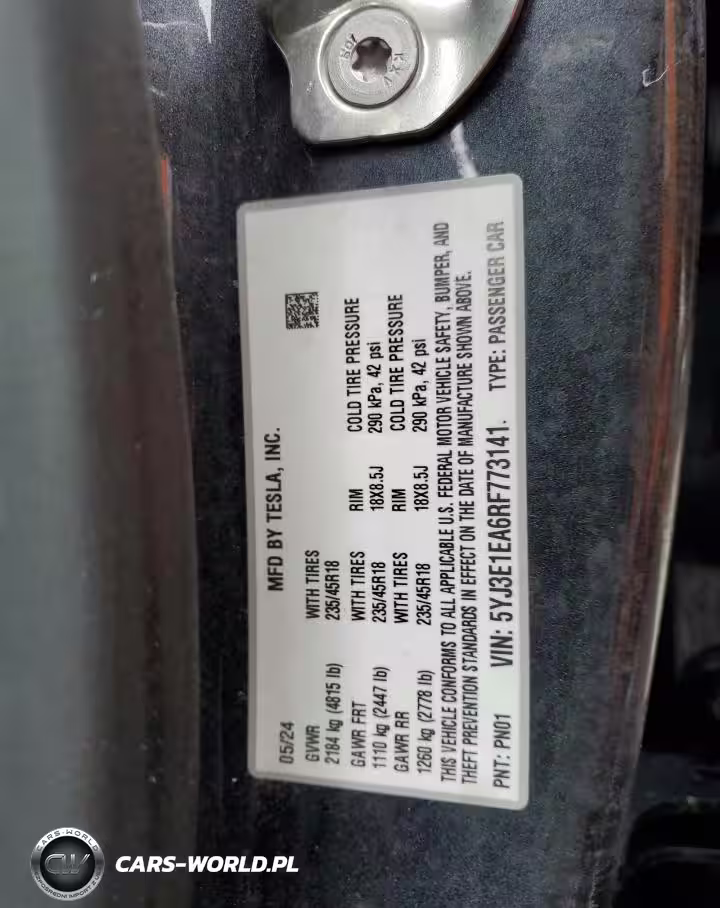 MFD BY TESLA, INC.
05/24
GVWR WITH TIRES
2184 kg (4815 lb) 235/45R18
GAWR FRT WITH TIRES RIM COLD TIRE PRESSURE
1110 kg (2447 lb) 235/45R18 18X8.5J 290 kPa, 42 psi
GAWR RR WITH TIRES RIM COLD TIRE PRESSURE
1260 kg (2778 lb) 235/45R18 18X8.5J 290 kPa, 42 psi
THIS VEHICLE CONFORMS TO ALL APPLICABLE U.S. FEDERAL MOTOR VEHICLE SAFETY, BUMPER, AND
THEFT PREVENTION STANDARDS IN EFFECT ON THE DATE OF MANUFACTURE SHOWN ABOVE.
PNT: PN01 VIN: 5YJ3E1EA6RF773141. TYPE: PASSENGER CAR
CARS-WORLD
CW
CARS-WORLD.PL